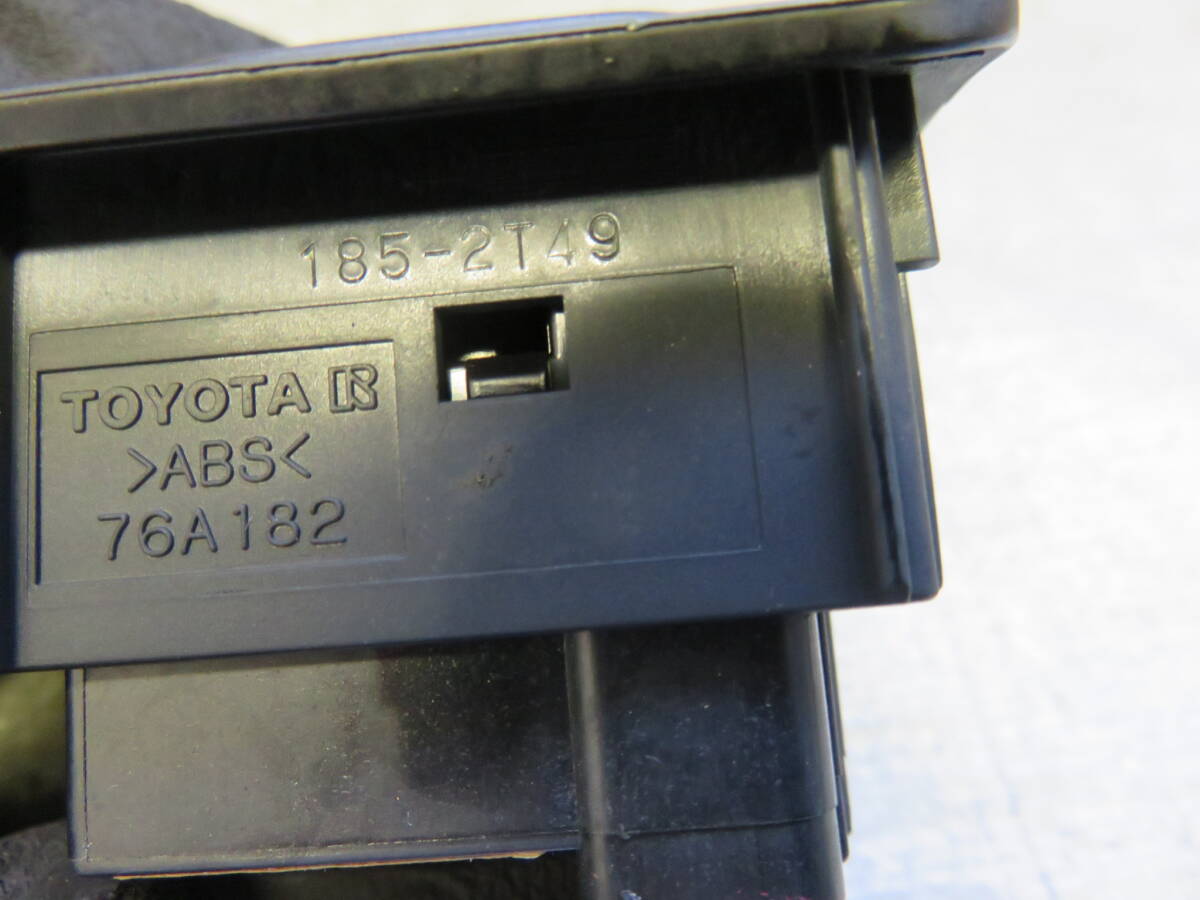 185-2T49
TOYOTA R
>ABS<
76A182